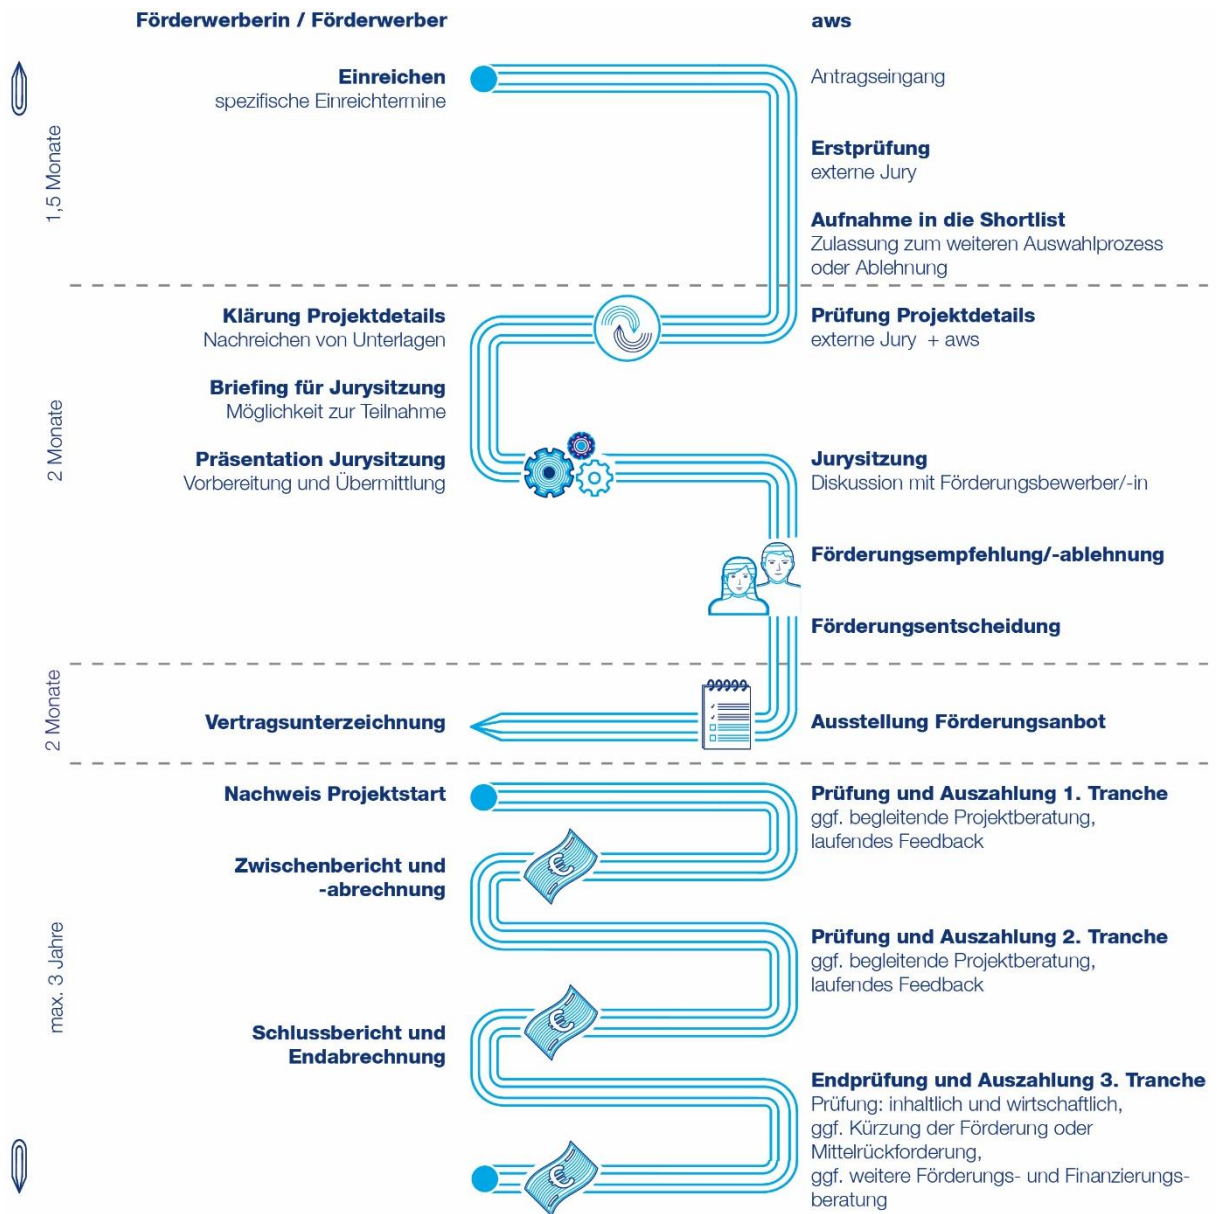 Förderwerberin / Förderwerber
aws
Einreichen
spezifische Einreichtermine
Antragseingang
Erstprüfung
externe Jury
Aufnahme in die Shortlist
Zulassung zum weiteren Auswahlprozess
oder Ablehnung
1,5 Monate
Klärung Projektdetails
Nachreichen von Unterlagen
Prüfung Projektdetails
externe Jury + aws
Briefing für Jurysitzung
Möglichkeit zur Teilnahme
Präsentation Jurysitzung
Vorbereitung und Übermittlung
Jurysitzung
Diskussion mit Förderungsbewerber/-in
Förderungsempfehlung/-ablehnung
Förderungsentscheidung
2 Monate
Vertragsunterzeichnung
Ausstellung Förderungsanbot
2 Monate
Nachweis Projektstart
Prüfung und Auszahlung 1. Tranche
ggf. begleitende Projektberatung,
laufendes Feedback
Zwischenbericht und
-abrechnung
€
Prüfung und Auszahlung 2. Tranche
ggf. begleitende Projektberatung,
laufendes Feedback
Schlussbericht und
Endabrechnung
€
Endprüfung und Auszahlung 3. Tranche
Prüfung: inhaltlich und wirtschaftlich,
ggf. Kürzung der Förderung oder
Mittelrückforderung,
ggf. weitere Förderungs- und Finanzierungs-
beratung
€
max. 3 Jahre